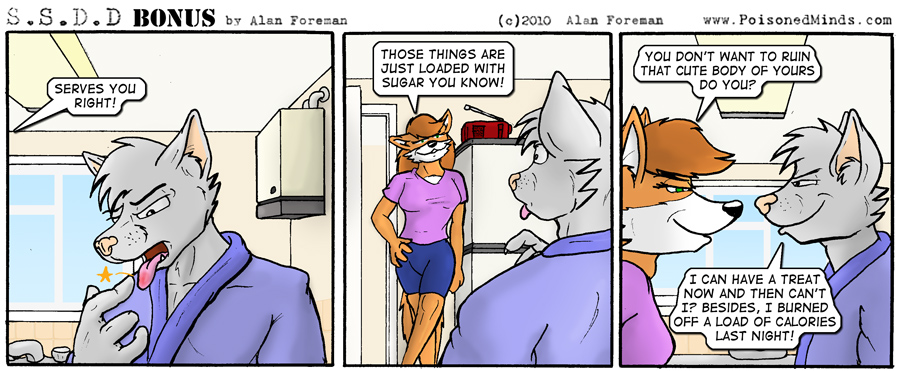 S.S.D.D BONUS by Alan Foreman (c)2010 Alan Foreman www.PoisonedMinds.com
SERVES YOU
RIGHT!
THOSE THINGS ARE
JUST LOADED WITH
SUGAR YOU KNOW!
YOU DON'T WANT TO RUIN
THAT CUTE BODY OF YOURS
DO YOU?
I CAN HAVE A TREAT
NOW AND THEN CAN'T
I? BESIDES, I BURNED
OFF A LOAD OF CALORIES
LAST NIGHT!